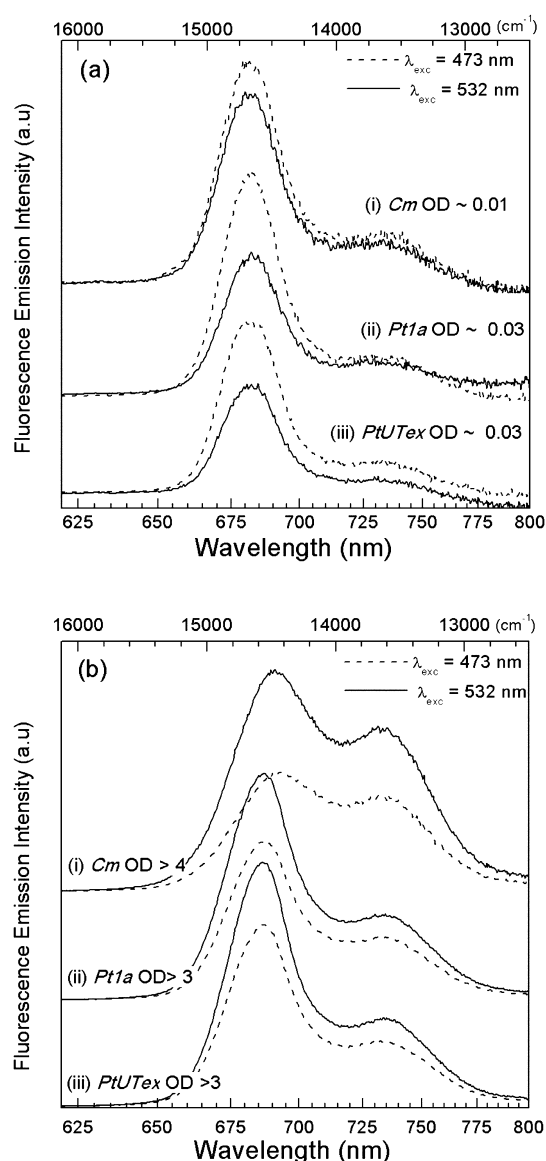 16000 15000 14000 13000 (cm⁻¹)
(a)
λexc = 473 nm
λexc = 532 nm
(i) Cm OD ~ 0.01
(ii) Pt1a OD ~ 0.03
(iii) PtUTex OD ~ 0.03
Fluorescence Emission Intensity (a.u)
625 650 675 700 725 750 775 800
Wavelength (nm)
16000 15000 14000 13000 (cm⁻¹)
(b)
λexc = 473 nm
λexc = 532 nm
(i) Cm OD > 4
(ii) Pt1a OD> 3
(iii) PtUTex OD >3
Fluorescence Emission Intensity (a.u)
625 650 675 700 725 750 775 800
Wavelength (nm)